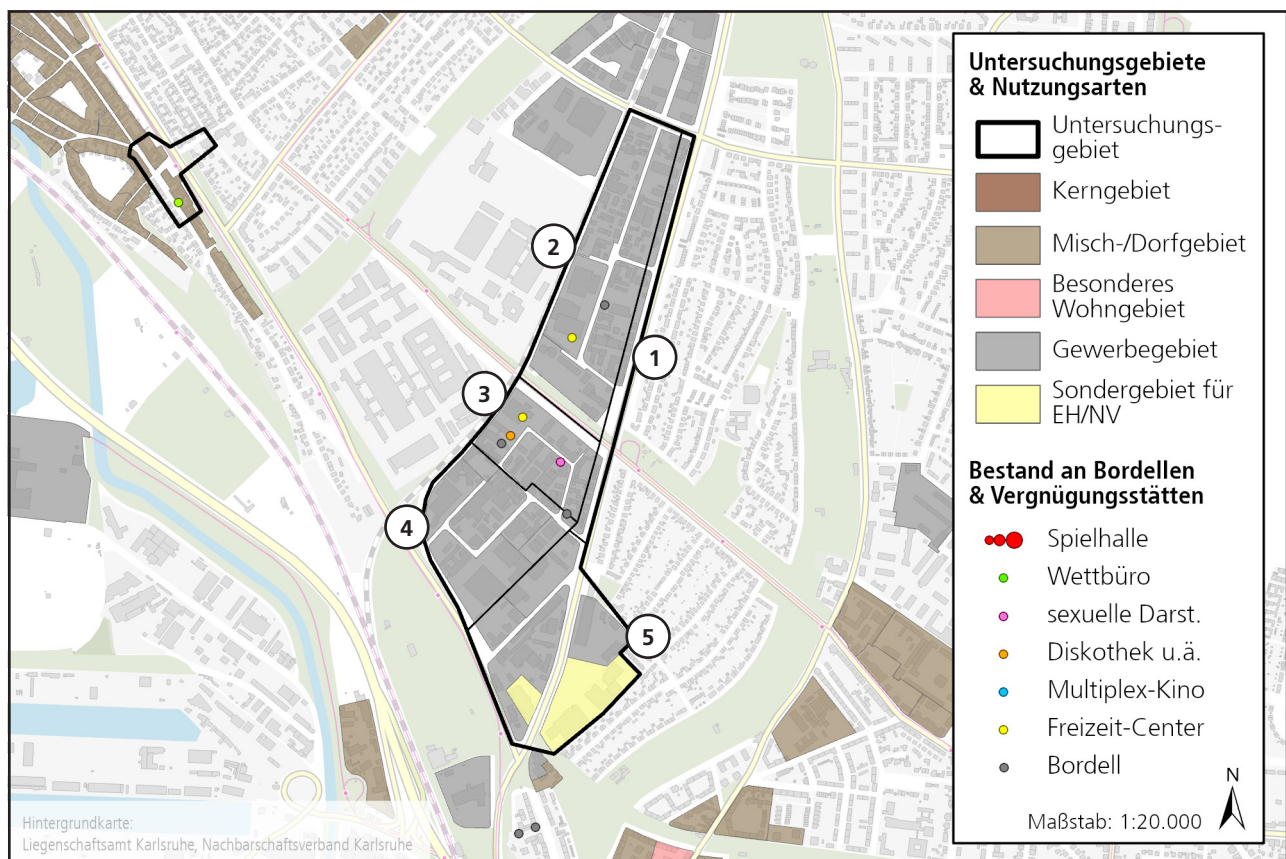 Untersuchungsgebiete
& Nutzungsarten
Untersuchungs-
gebiet
Kerngebiet
Misch-/Dorfgebiet
Besonderes
Wohngebiet
Gewerbegebiet
Sondergebiet für
EH/NV
Bestand an Bordellen
& Vergnügungsstätten
Spielhalle
Wettbüro
sexuelle Darst.
Diskothek u.ä.
Multiplex-Kino
Freizeit-Center
Bordell
N
Maßstab: 1:20.000
2
1
3
4
5
Hintergrundkarte:
Liegenschaftsamt Karlsruhe, Nachbarschaftsverband Karlsruhe